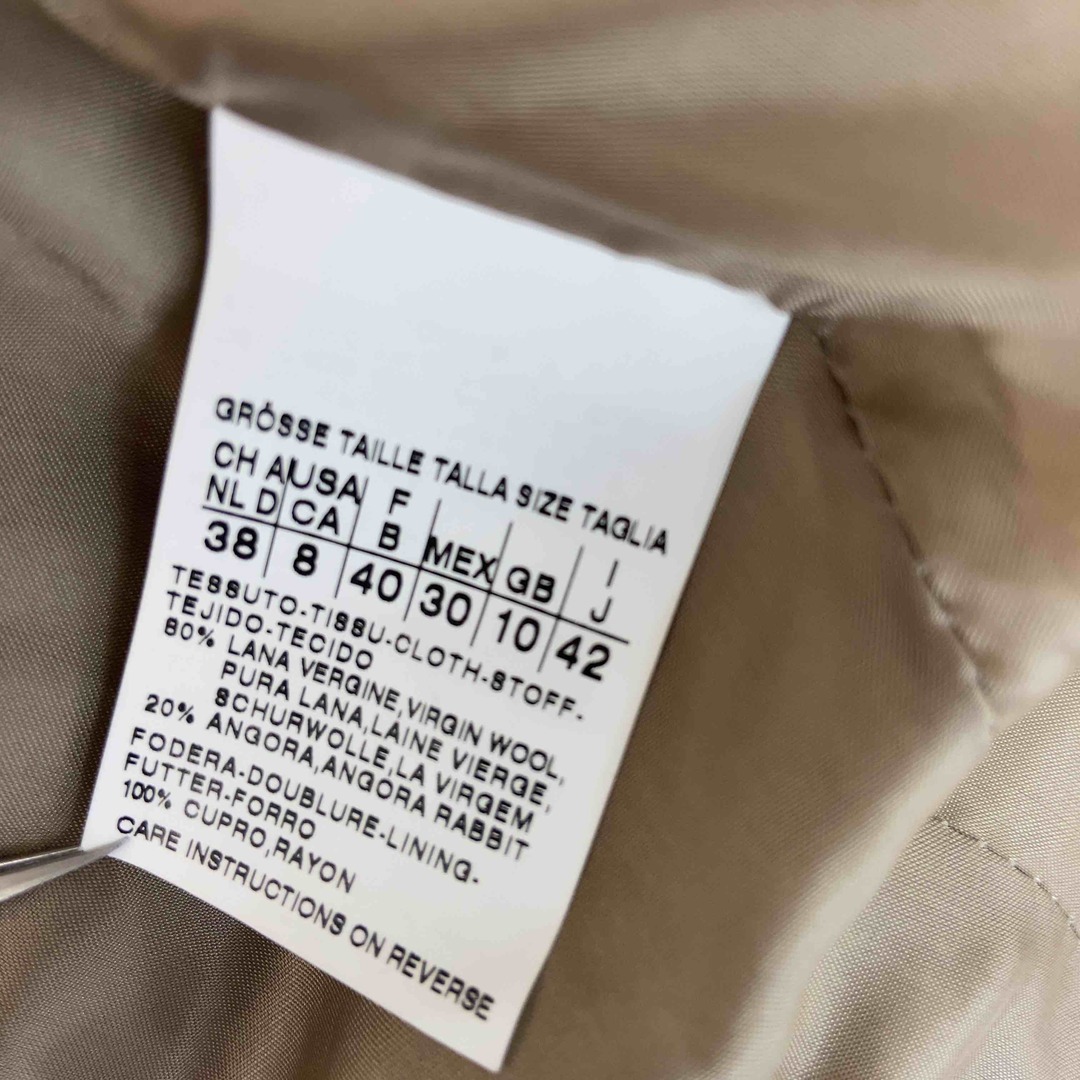 GRÖSSE TAILLE TALLA SIZE TAGLIA
CH A USA F MEX GB I
NL D CA B J
38 8 40 30 10 42
TESSUTO-TISSU-CLOTH-STOFF-
TEJIDO-TECIDO
80% LANA VERGINE,VIRGIN WOOL,
PURA LANA,LAINE VIERGE,
SCHURWOLLE,LA VIRGEM
20% ANGORA,ANGORA RABBIT
FODERA-DOUBLURE-LINING-
FUTTER-FORRO
100% CUPRO,RAYON
CARE INSTRUCTIONS ON REVERSE